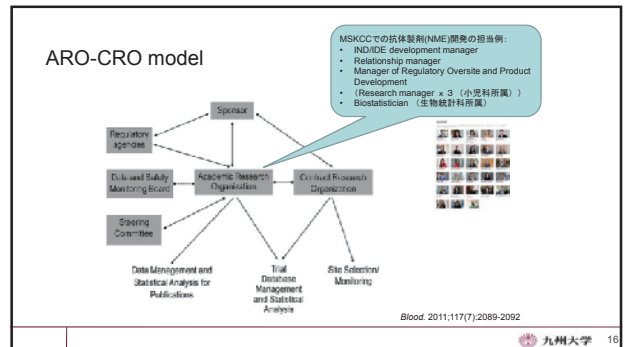 ARO-CRO model
MSKCCでの抗体製剤(NME)開発の担当例:
• IND/IDE development manager
• Relationship manager
• Manager of Regulatory Oversite and Product
Development
• (Research manager x 3 (小児科所属))
• Biostatistician (生物統計科所属)
Sponsor
Regulatory
agencies
Data and Safety
Monitoring Board
Academic Research
Organization
Contract Research
Organization
Steering
Committee
Data Management and
Statistical Analysis for
Publications
Trial
Database
Management
and Statistical
Analysis
Site Selection/
Monitoring
Blood. 2011;117(7):2089-2092
九州大学
16